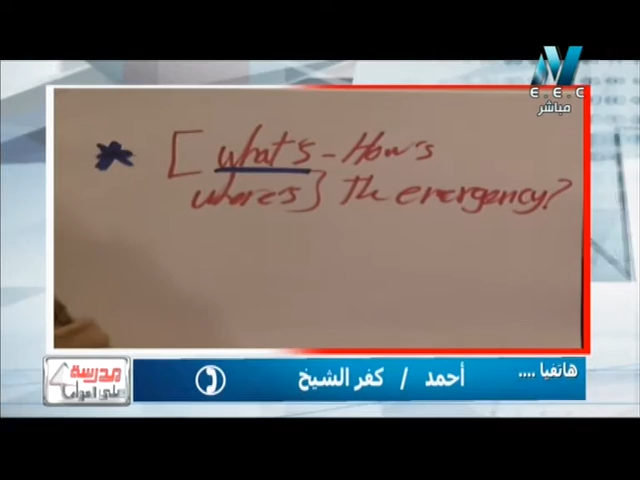 E.E.C
مباشر
[ what's - How's
where's ] The emergency?
هاتفيا ....
أحمد / كفر الشيخ
مدرسة
على الهواء